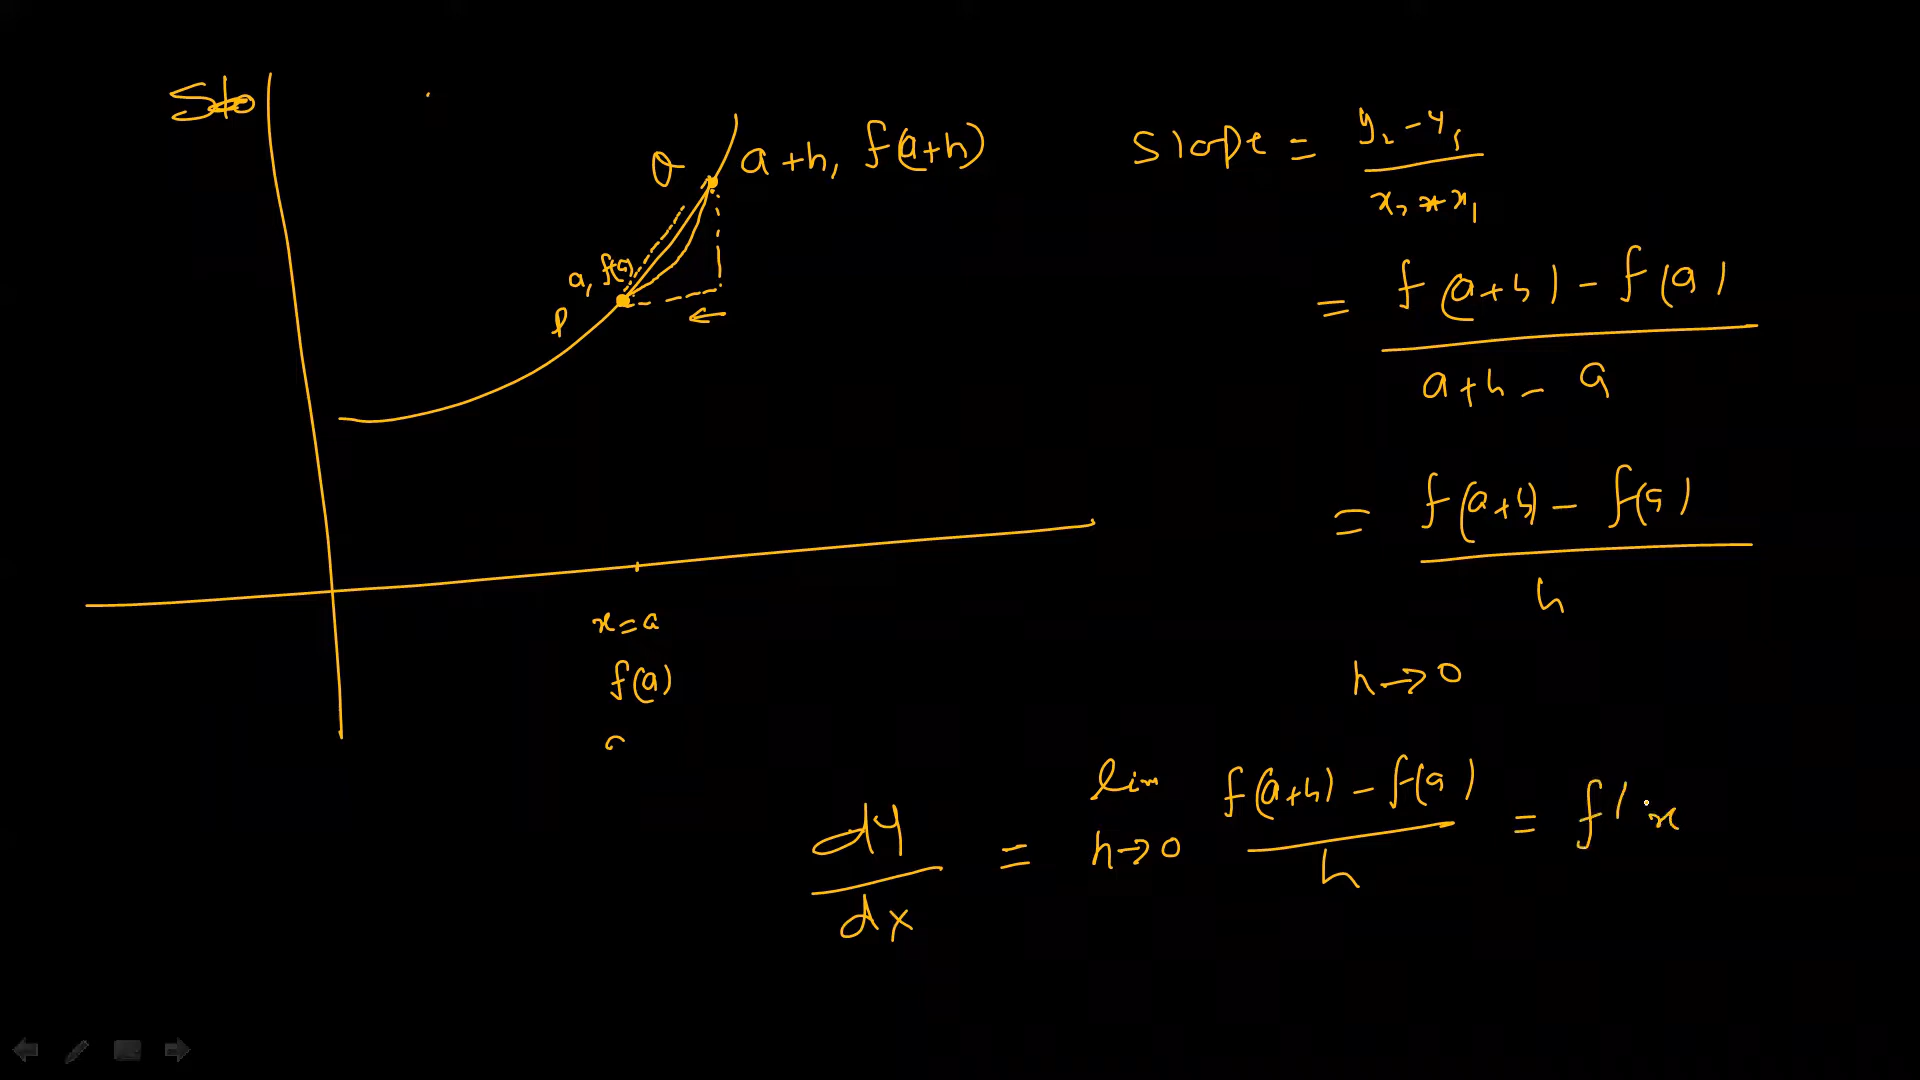 Slo
Q a+h, f(a+h)
a, f(a)
P
x=a
f(a)
Slope = y₂-y₁ / x₂-x₁
= f(a+h) - f(a) / a+h - a
= f(a+h) - f(a) / h
h→0
dy/dx = lim h→0 f(a+h) - f(a) / h = f'x